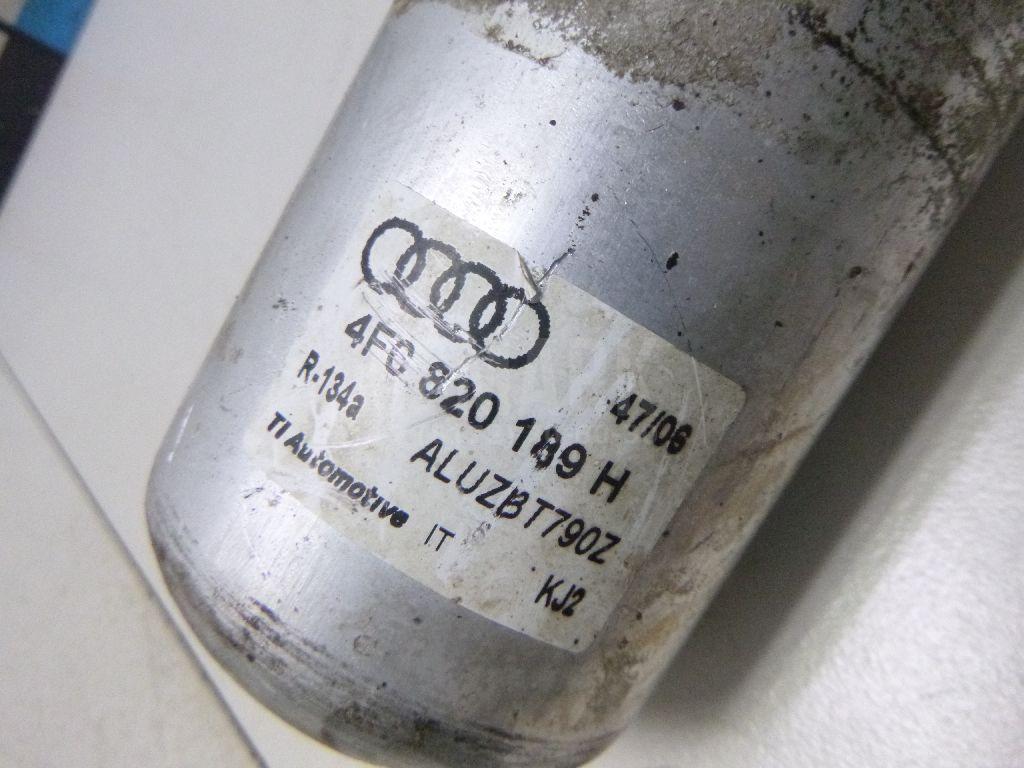 47/06
4F0 820 189 H
R-134a ALUZBT790Z
TI Automotive IT KJ2